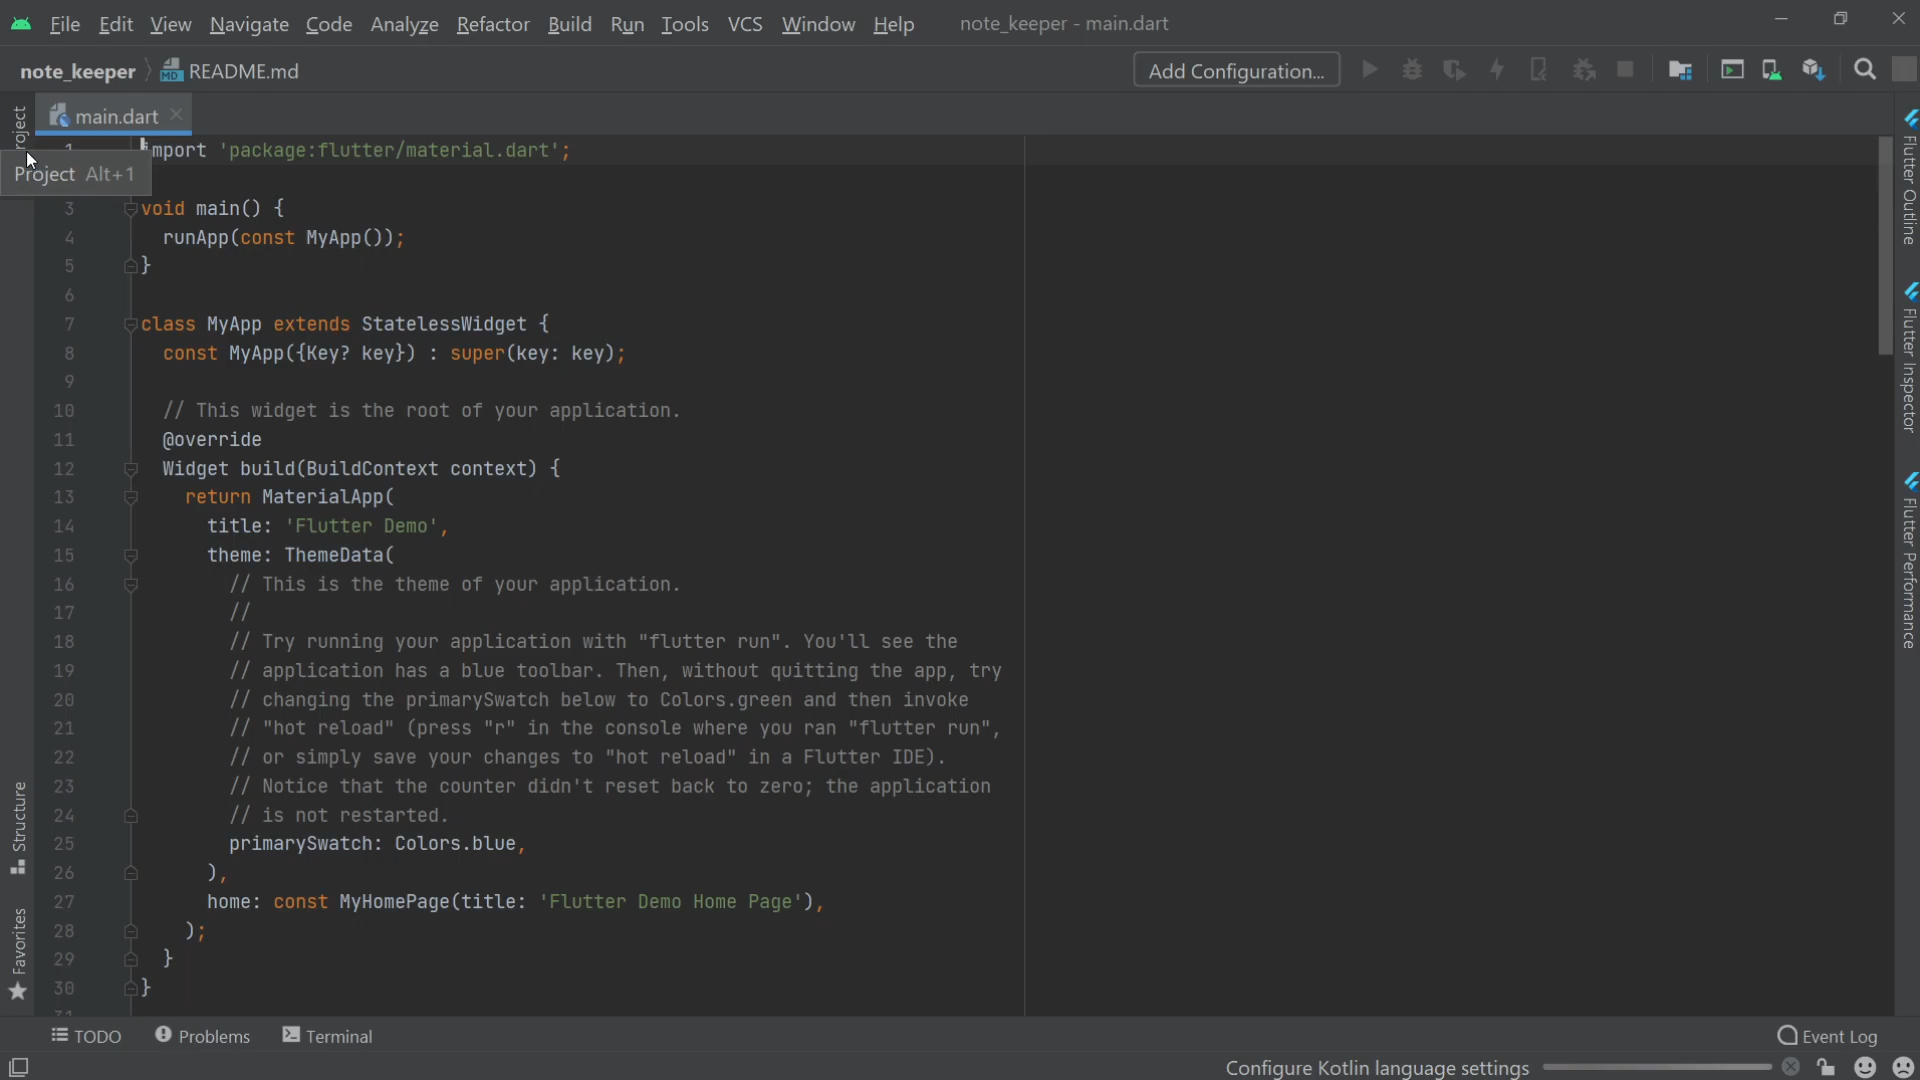 File Edit View Navigate Code Analyze Refactor Build Run Tools VCS Window Help note_keeper - main.dart
note_keeper README.md Add Configuration...
main.dart
Project Alt+1
1 import 'package:flutter/material.dart';
3 void main() {
4 runApp(const MyApp());
5 }
6
7 class MyApp extends StatelessWidget {
8 const MyApp({Key? key}) : super(key: key);
9
10 // This widget is the root of your application.
11 @override
12 Widget build(BuildContext context) {
13 return MaterialApp(
14 title: 'Flutter Demo',
15 theme: ThemeData(
16 // This is the theme of your application.
17 //
18 // Try running your application with "flutter run". You'll see the
19 // application has a blue toolbar. Then, without quitting the app, try
20 // changing the primarySwatch below to Colors.green and then invoke
21 // "hot reload" (press "r" in the console where you ran "flutter run",
22 // or simply save your changes to "hot reload" in a Flutter IDE).
23 // Notice that the counter didn't reset back to zero; the application
24 // is not restarted.
25 primarySwatch: Colors.blue,
26 ),
27 home: const MyHomePage(title: 'Flutter Demo Home Page'),
28 );
29 }
30 }
Structure
Favorites
Flutter Outline
Flutter Inspector
Flutter Performance
TODO Problems Terminal Event Log
Configure Kotlin language settings